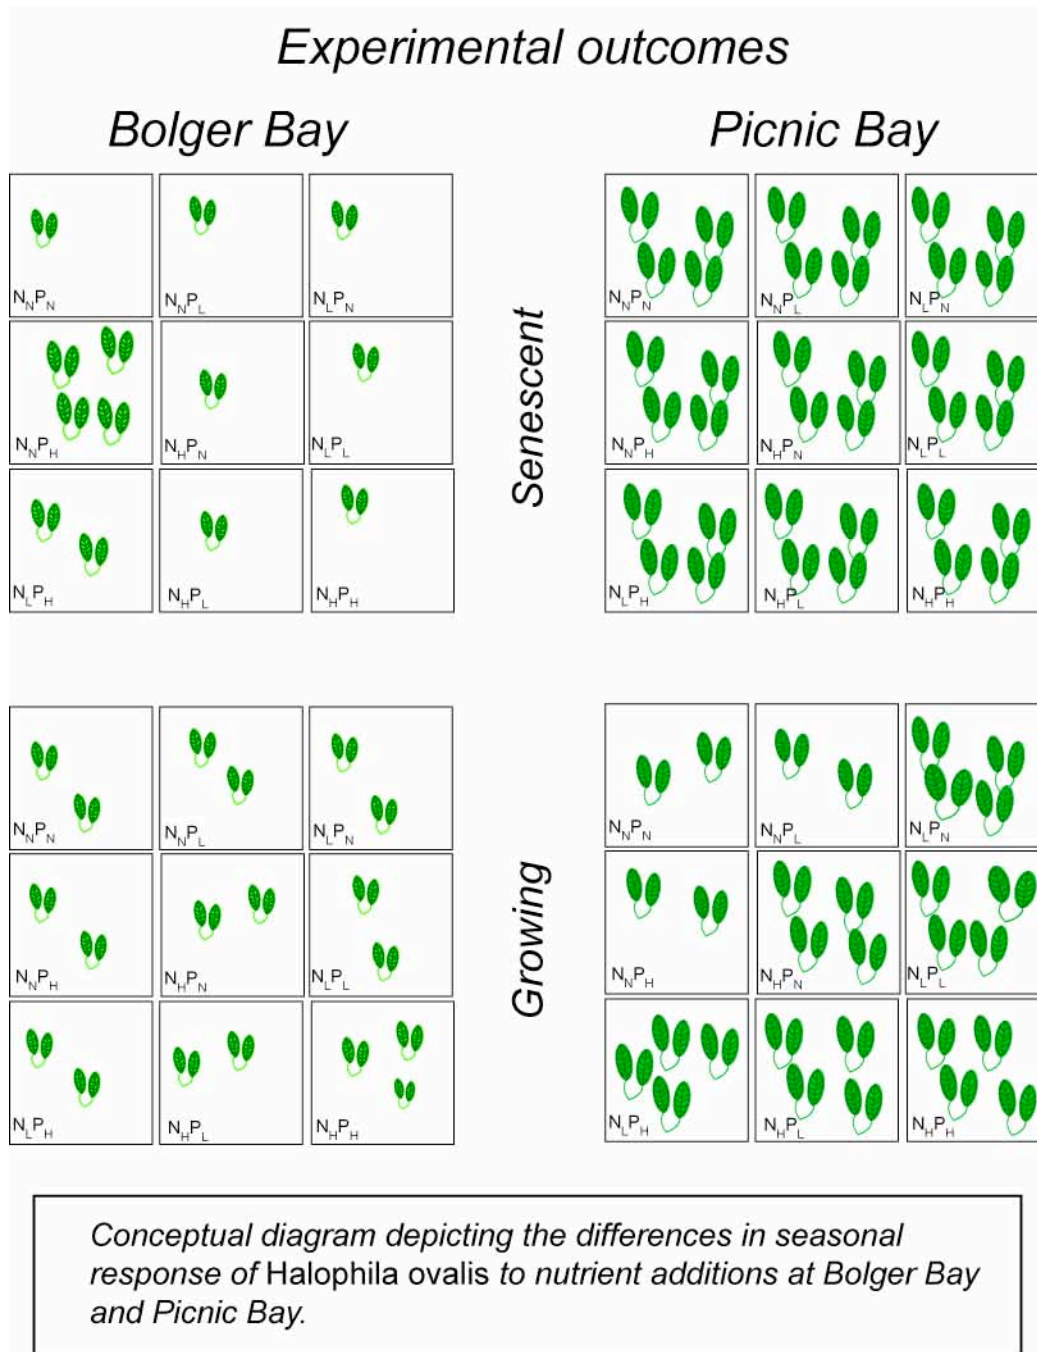 Experimental outcomes
Bolger Bay
Picnic Bay
NNPN
NNPL
NLPN
NNPN
NNPL
NLPN
NNPH
NHPN
NLPL
NNPH
NHPN
NLPL
Senescent
NLPH
NHPL
NHPH
NLPH
NHPL
NHPH
NNPN
NNPL
NLPN
NNPN
NNPL
NLPN
NNPH
NHPN
NLPL
NNPH
NHPN
NLPL
Growing
NLPH
NHPL
NHPH
NLPH
NHPL
NHPH
Conceptual diagram depicting the differences in seasonal
response of Halophila ovalis to nutrient additions at Bolger Bay
and Picnic Bay.